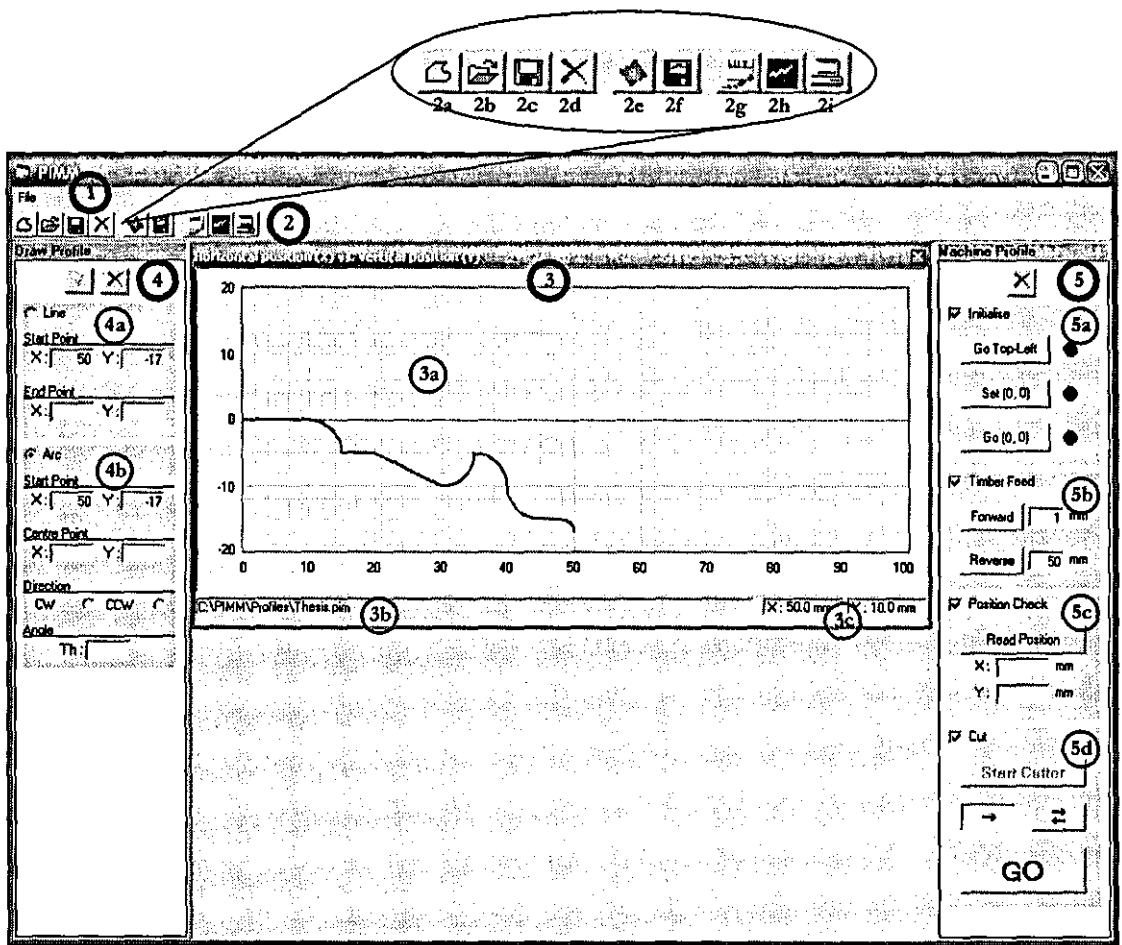 2a 2b 2c 2d 2e 2f 2g 2h 2i
PIMM
File
1
2
Draw Profile
4
Line
4a
Start Point
X: 50 Y: -17
End Point
X: Y:
Arc
4b
Start Point
X: 50 Y: -17
Centre Point
X: Y:
Direction
CW CCW
Angle
Th:
Horizontal position (x) vs. Vertical position (y)
3
20
10
0
-10
-20
3a
0 10 20 30 40 50 60 70 80 90 100
C:\PIMM\Profiles\Thesis.pim
3b
X: 50.0 mm Y: 10.0 mm
3c
Machine Profile
5
Initialise
5a
Go Top-Left
Set (0, 0)
Go (0, 0)
Timber Feed
5b
Forward 1 mm
Reverse 50 mm
Position Check
5c
Read Position
X: mm
Y: mm
Cut
5d
Start Cutter
GO